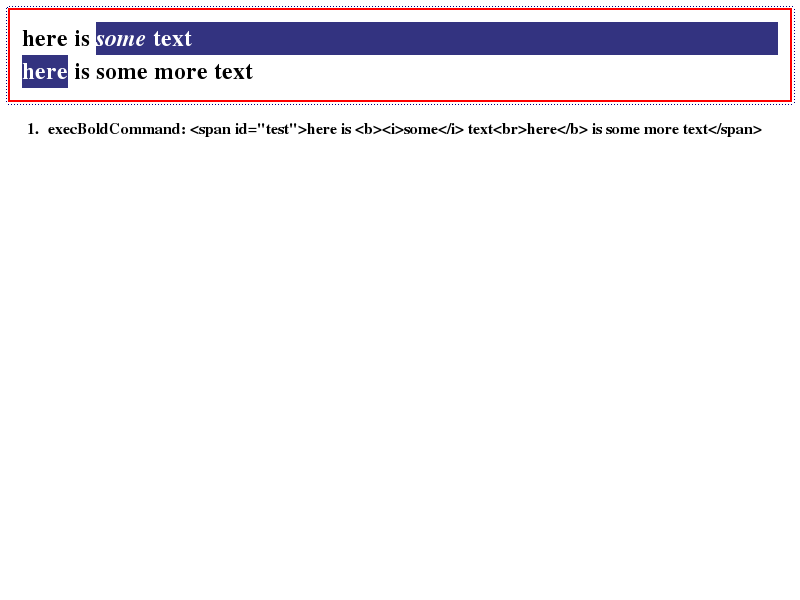 here is some text
here is some more text
1. execBoldCommand: <span id="test">here is <b><i>some</i> text<br>here</b> is some more text</span>